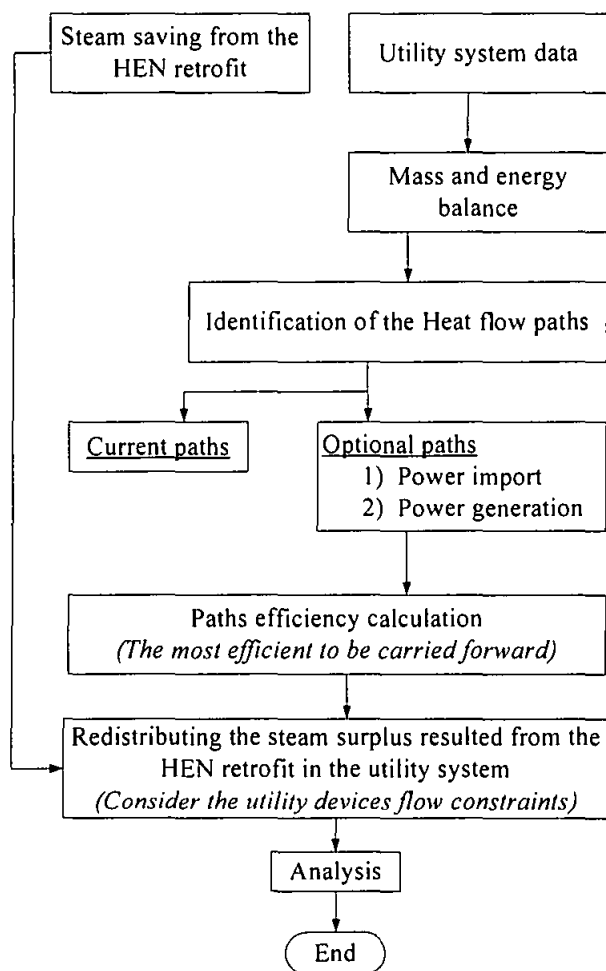 Steam saving from the
HEN retrofit
Utility system data
Mass and energy
balance
Identification of the Heat flow paths
Current paths
Optional paths
1) Power import
2) Power generation
Paths efficiency calculation
(The most efficient to be carried forward)
Redistributing the steam surplus resulted from the
HEN retrofit in the utility system
(Consider the utility devices flow constraints)
Analysis
End